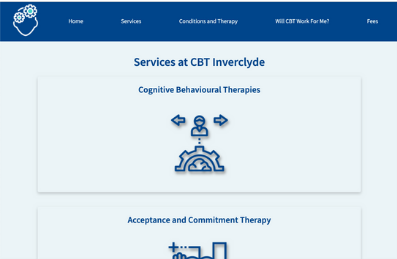 Home
Services
Conditions and Therapy
Will CBT Work For Me?
Fees
Services at CBT Inverclyde
Cognitive Behavioural Therapies
Acceptance and Commitment Therapy